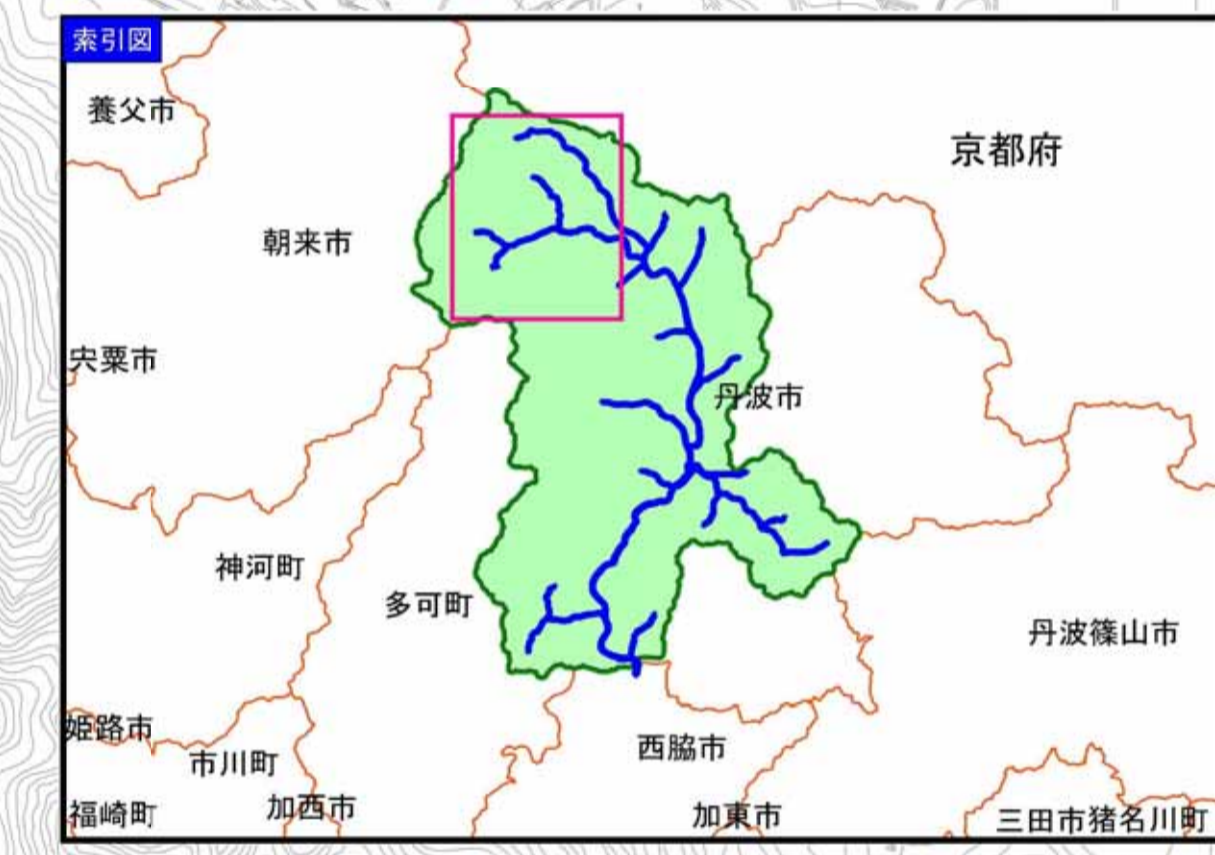 索引図
養父市
京都府
朝来市
宍粟市
丹波市
神河町
多可町
丹波篠山市
姫路市
西脇市
市川町
加西市
福崎町
加東市
三田市猪名川町